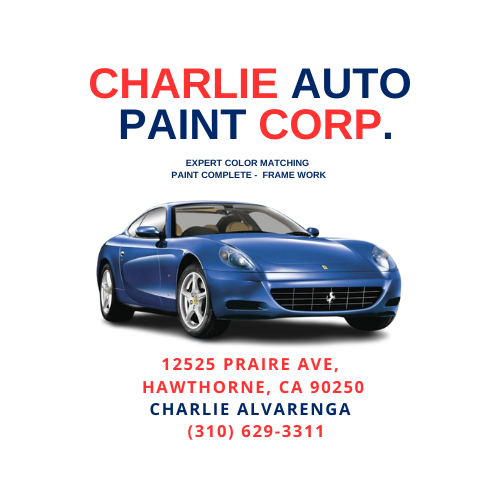 CHARLIE AUTO
PAINT CORP.
EXPERT COLOR MATCHING
PAINT COMPLETE - FRAME WORK
12525 PRAIRE AVE,
HAWTHORNE, CA 90250
CHARLIE ALVARENGA
(310) 629-3311